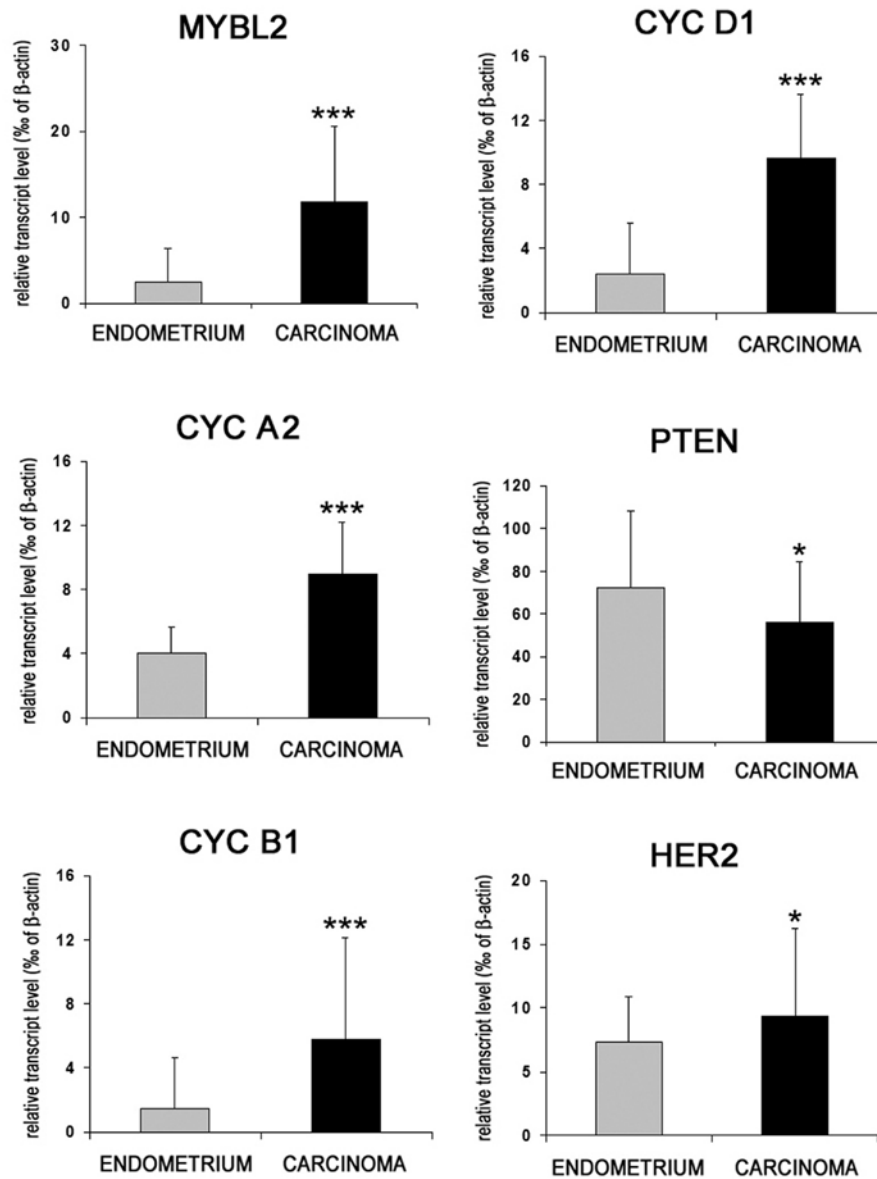 MYBL2
relative transcript level (‰ of β-actin)
30
20
10
0
***
ENDOMETRIUM CARCINOMA
CYC D1
relative transcript level (‰ of β-actin)
16
12
8
4
0
***
ENDOMETRIUM CARCINOMA
CYC A2
relative transcript level (‰ of β-actin)
16
12
8
4
0
***
ENDOMETRIUM CARCINOMA
PTEN
relative transcript level (‰ of β-actin)
120
100
80
60
40
20
0
*
ENDOMETRIUM CARCINOMA
CYC B1
relative transcript level (‰ of β-actin)
16
12
8
4
0
***
ENDOMETRIUM CARCINOMA
HER2
relative transcript level (‰ of β-actin)
20
15
10
5
0
*
ENDOMETRIUM CARCINOMA